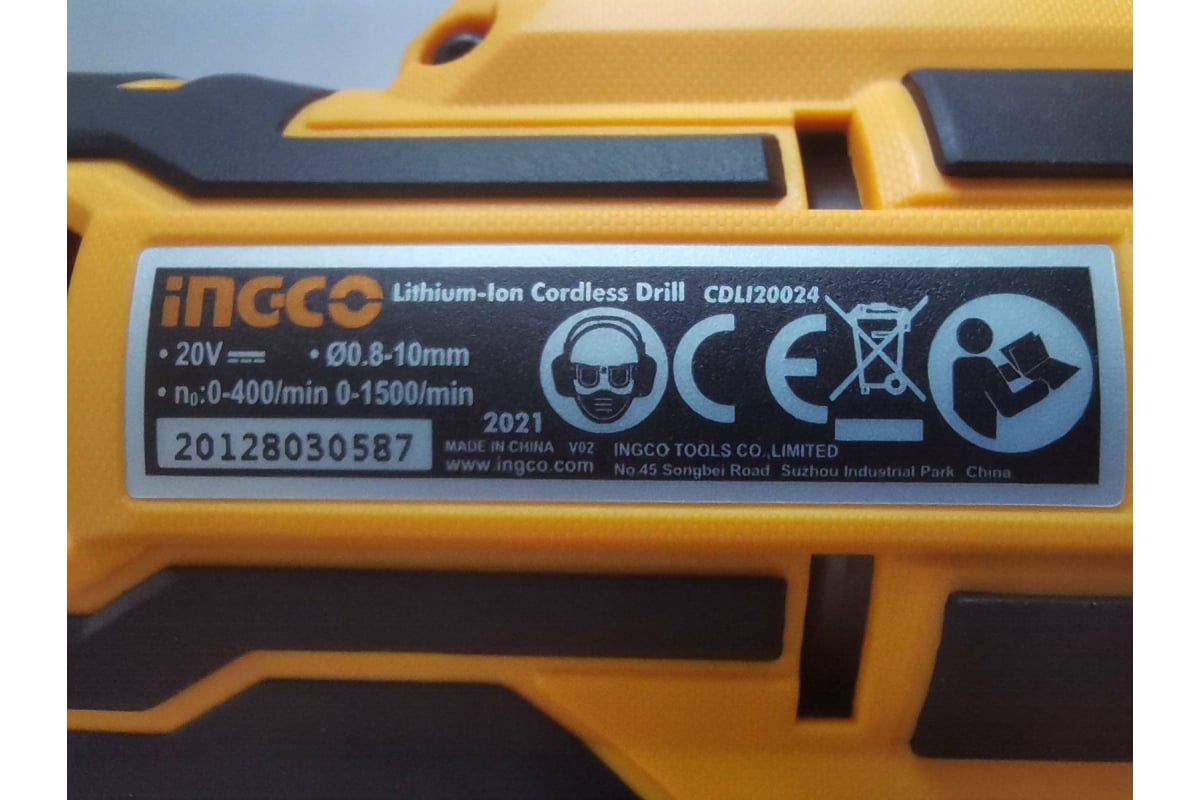 INGCO Lithium-Ion Cordless Drill CDLI20024
• 20V • Ø0.8-10mm
• n₀:0-400/min 0-1500/min
CE
20128030587
2021
MADE IN CHINA V02
www.ingco.com
INGCO TOOLS CO.,LIMITED
No.45 Songbei Road Suzhou Industrial Park China